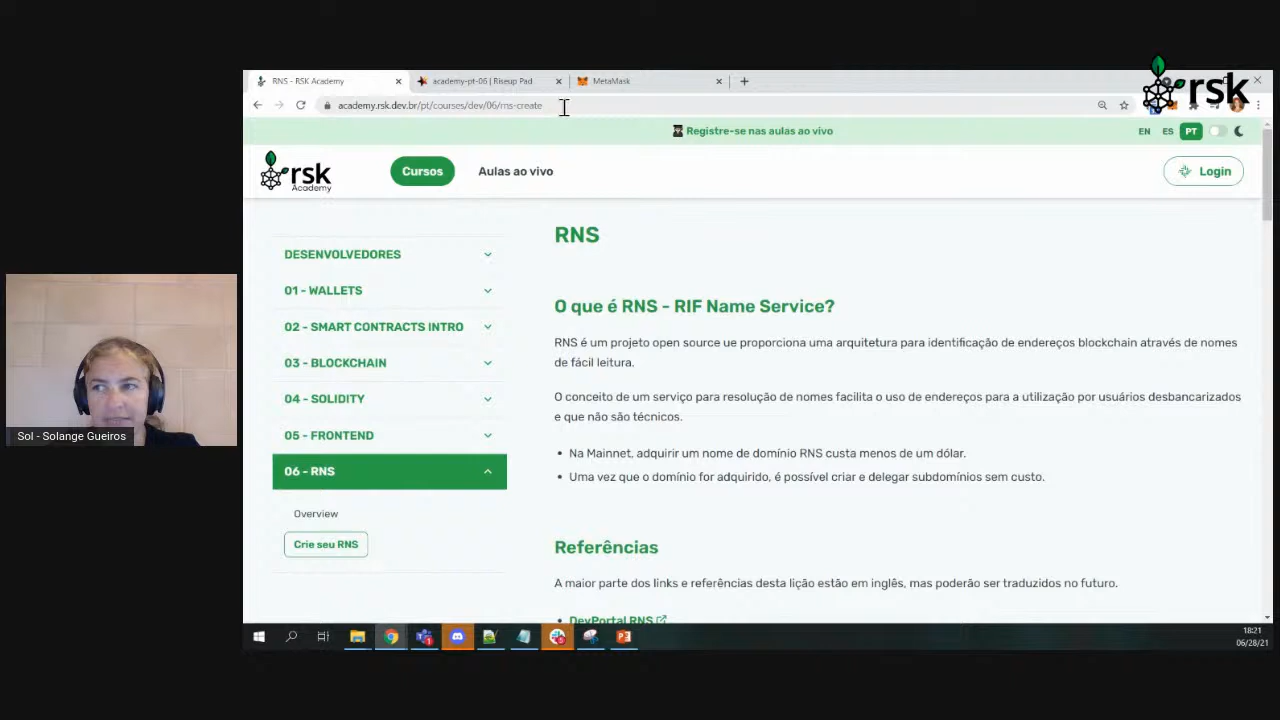 RNS - RSK Academy
academy-pt-06 | Riseup Pad
MetaMask
rsk
academy.rsk.dev.br/pt/courses/dev/06/rns-create
Registre-se nas aulas ao vivo
EN
ES
PT
rsk
Academy
Cursos
Aulas ao vivo
Login
DESENVOLVEDORES
01 - WALLETS
02 - SMART CONTRACTS INTRO
03 - BLOCKCHAIN
04 - SOLIDITY
05 - FRONTEND
06 - RNS
Overview
Crie seu RNS
RNS
O que é RNS - RIF Name Service?
RNS é um projeto open source ue proporciona uma arquitetura para identificação de endereços blockchain através de nomes
de fácil leitura.
O conceito de um serviço para resolução de nomes facilita o uso de endereços para a utilização por usuários desbancarizados
e que não são técnicos.
• Na Mainnet, adquirir um nome de domínio RNS custa menos de um dólar.
• Uma vez que o domínio for adquirido, é possível criar e delegar subdomínios sem custo.
Referências
A maior parte dos links e referências desta lição estão em inglês, mas poderão ser traduzidos no futuro.
• DevPortal RNS
Sol - Solange Gueiros
18:21
06/28/21